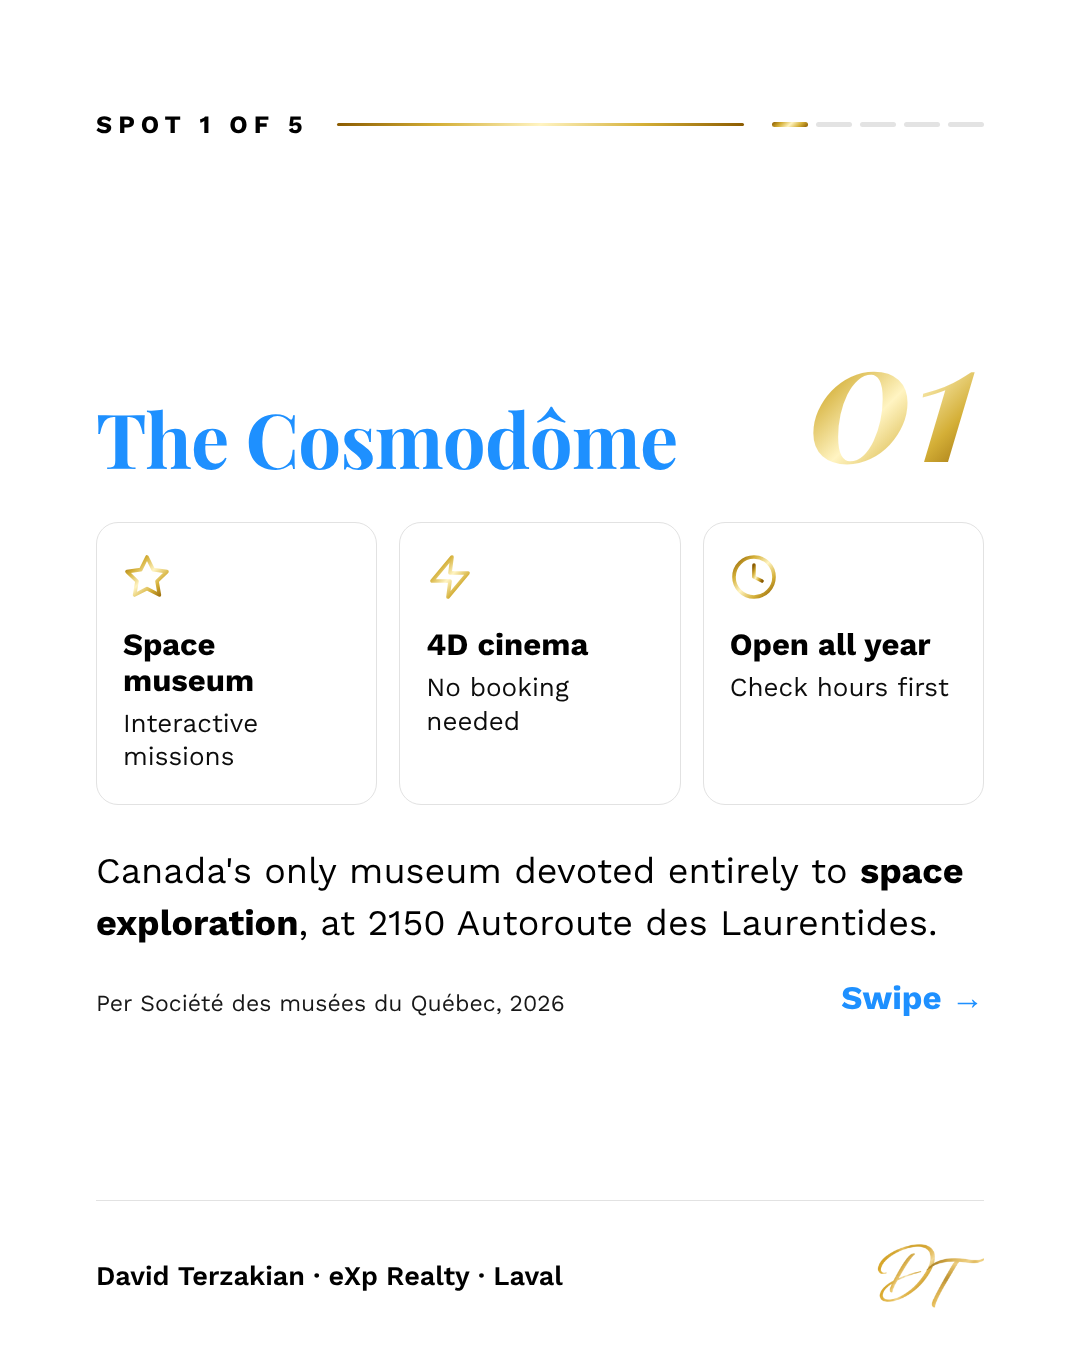 SPOT 1 OF 5
The Cosmodôme
01
Space
museum
Interactive
missions
4D cinema
No booking
needed
Open all year
Check hours first
Canada's only museum devoted entirely to space
exploration, at 2150 Autoroute des Laurentides.
Per Société des musées du Québec, 2026
Swipe →
David Terzakian · eXp Realty · Laval
DT